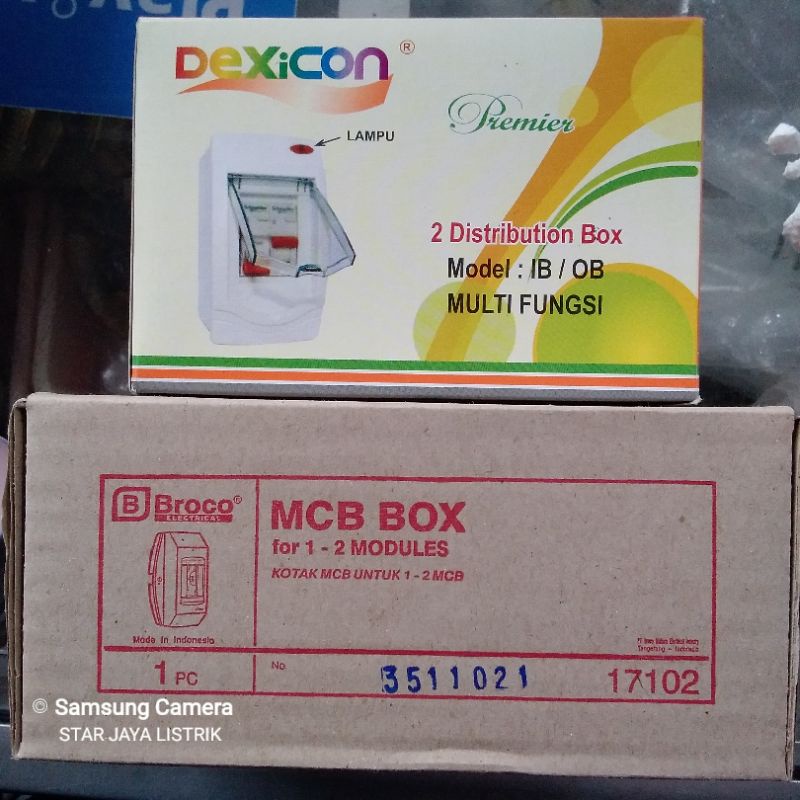 DEXiCON ®
Premier
LAMPU
2 Distribution Box
Model : IB / OB
MULTI FUNGSI
B Broco®
ELECTRICAL
MCB BOX
for 1 - 2 MODULES
KOTAK MCB UNTUK 1 - 2 MCB
Made in Indonesia
Tangerang - Indonesia
1 PC
No.
3511021
17102
© Samsung Camera
STAR JAYA LISTRIK